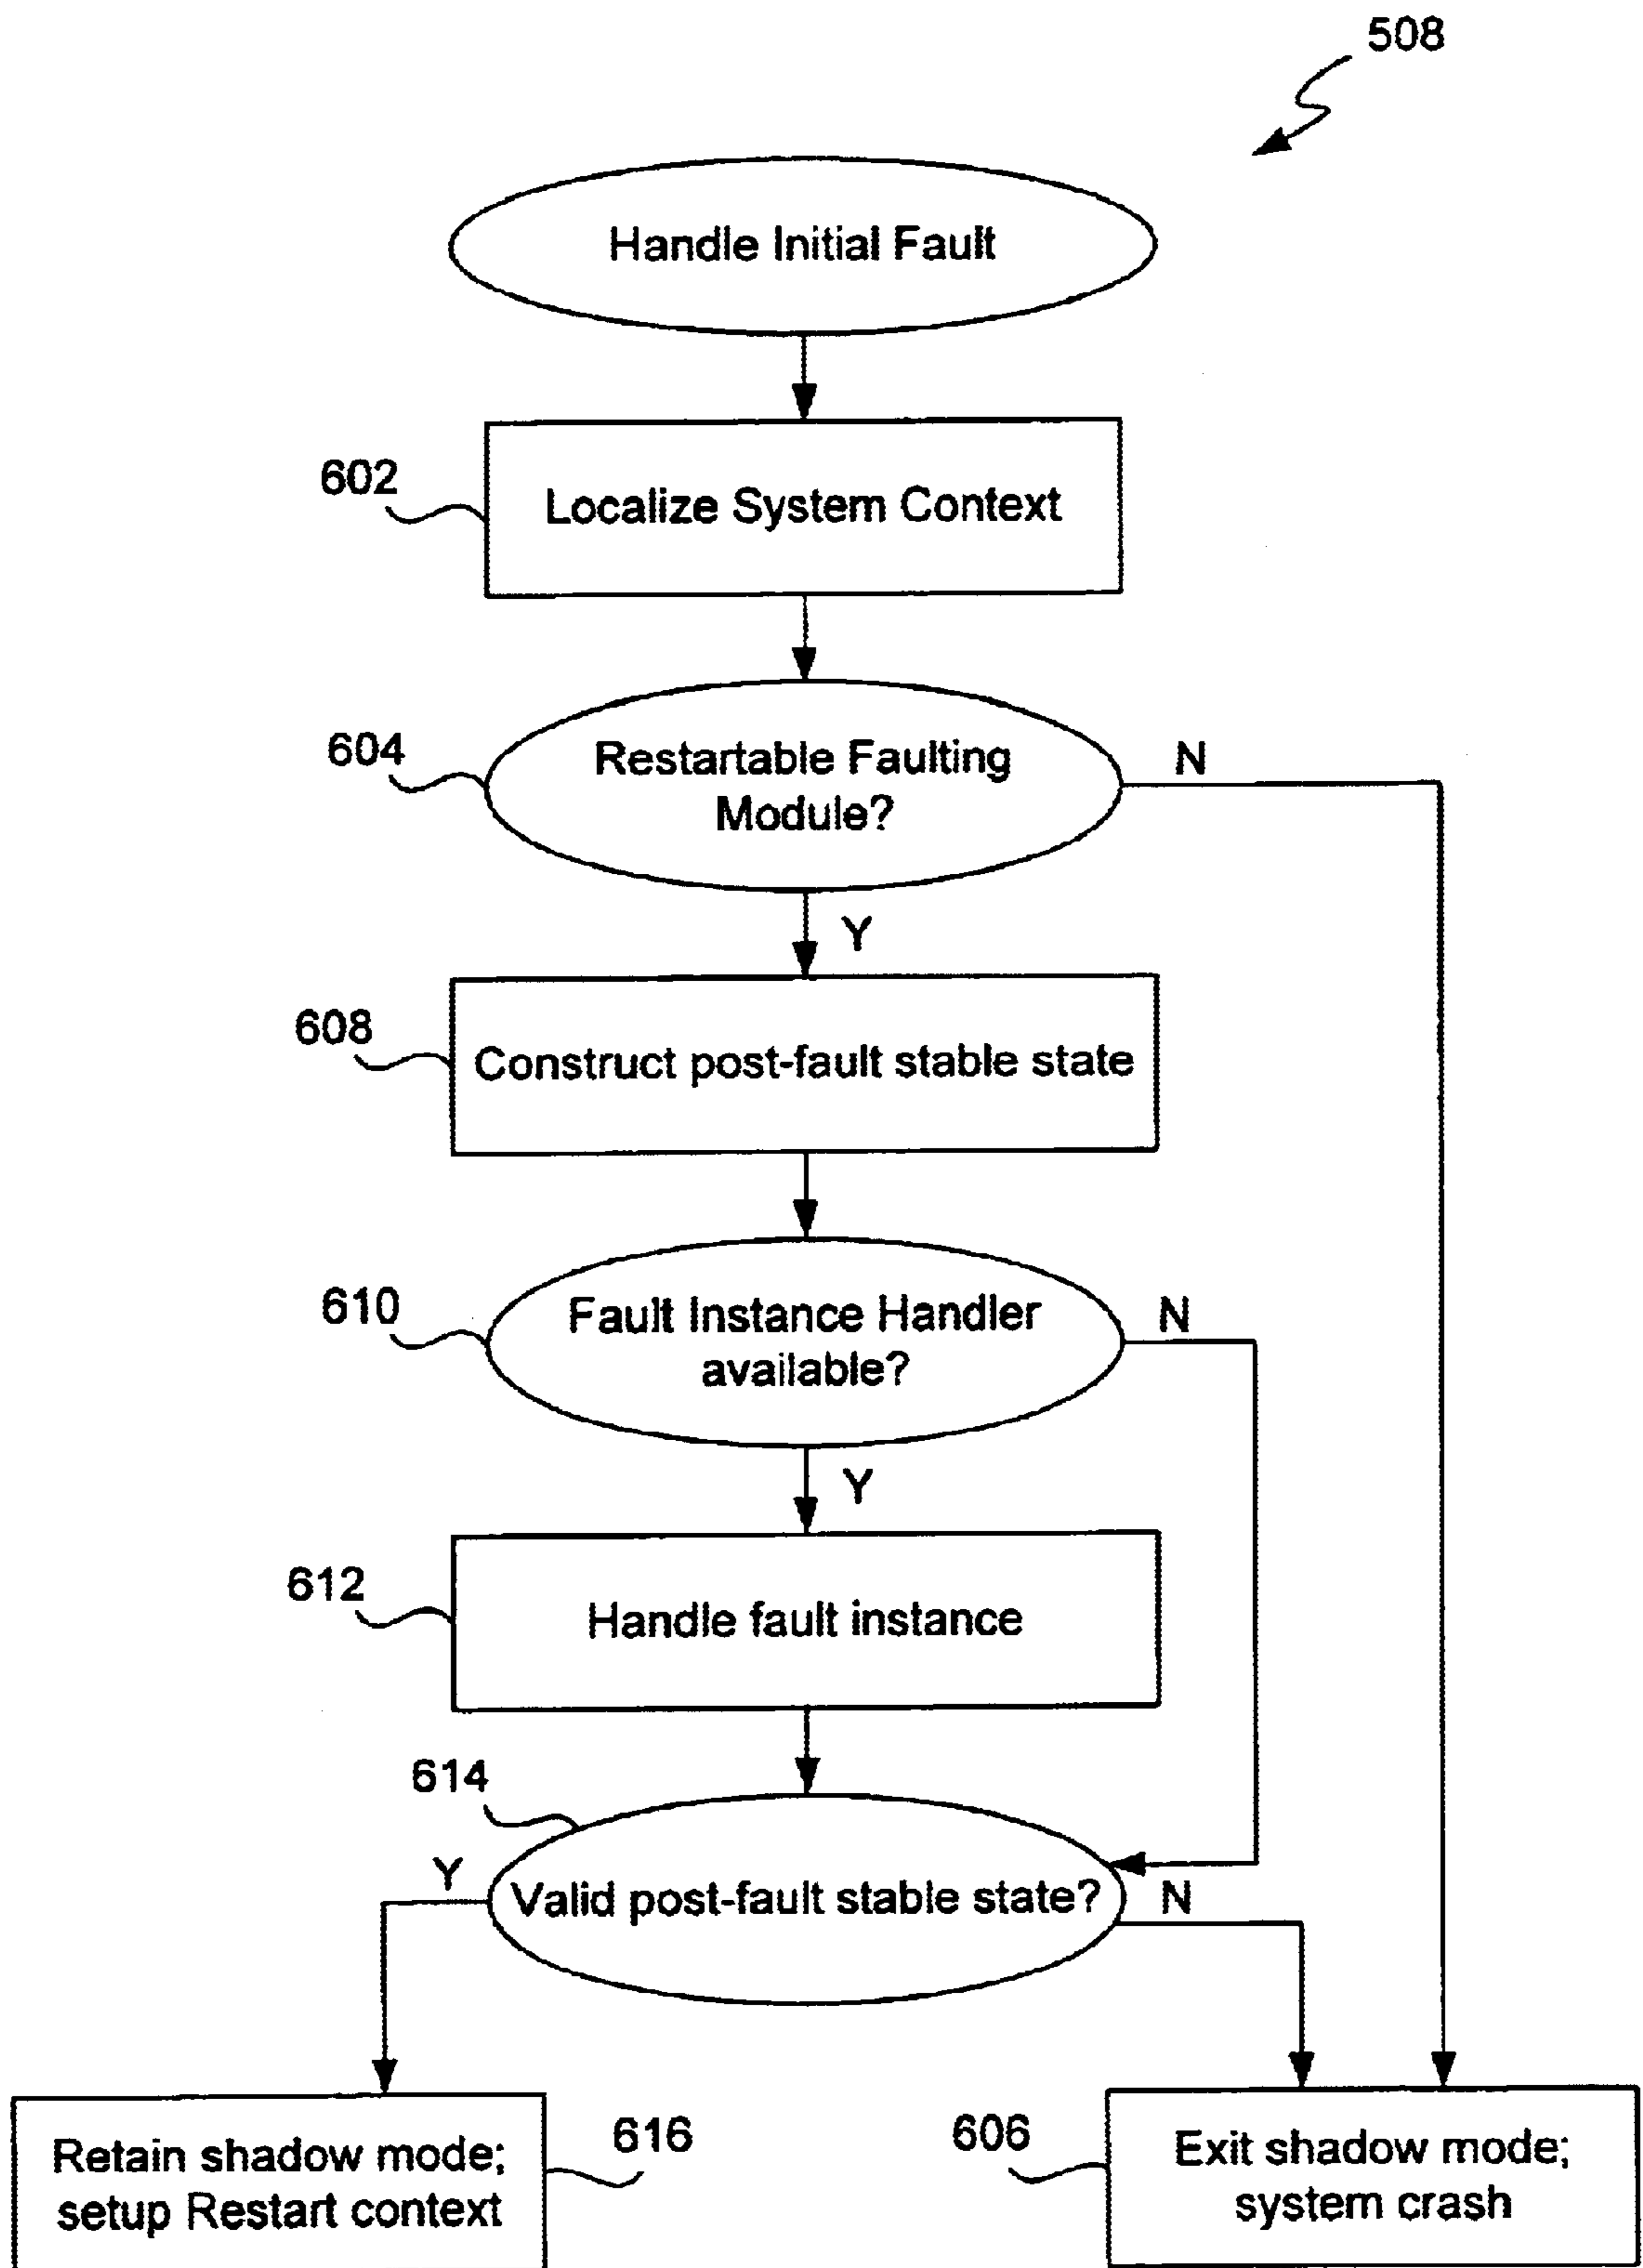 508
Handle Initial Fault
602
Localize System Context
604
Restartable Faulting
Module?
N
Y
608
Construct post-fault stable state
610
Fault Instance Handler
available?
N
Y
612
Handle fault instance
614
Y
Valid post-fault stable state?
N
Retain shadow mode;
setup Restart context
616
606
Exit shadow mode;
system crash